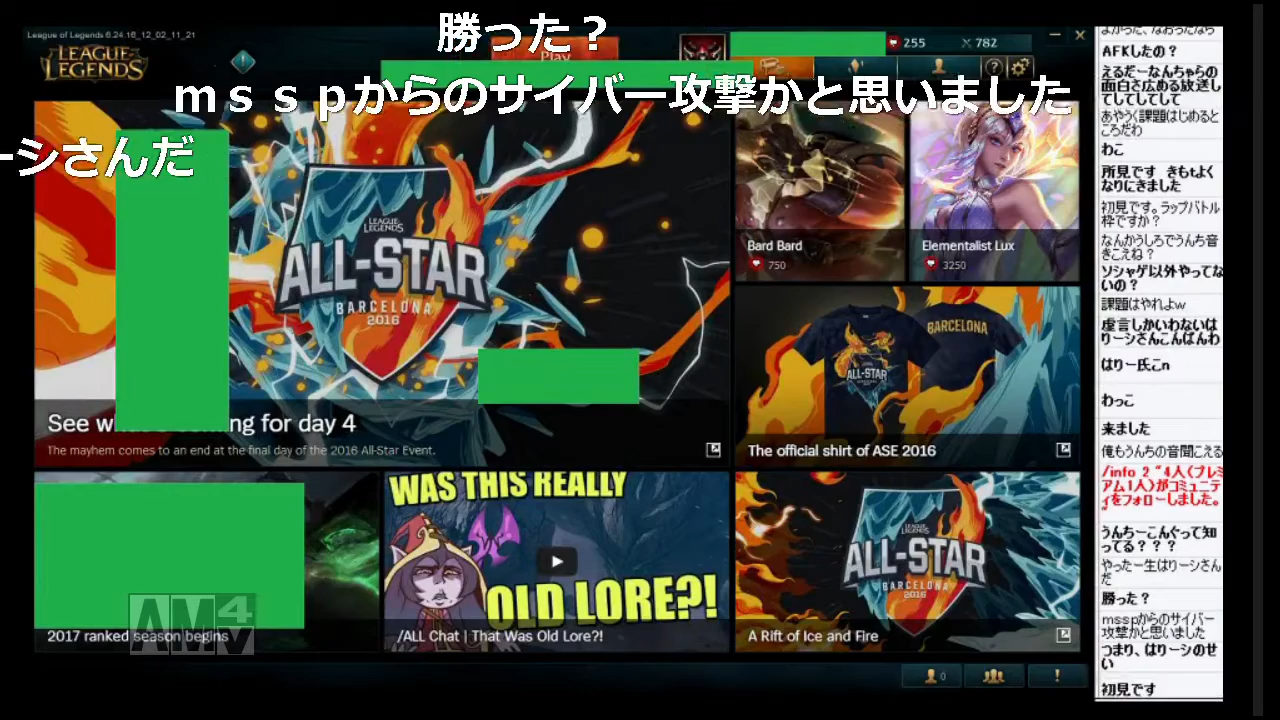 勝った？
ｍｓｓｐからのサイバー攻撃かと思いました
ーシさんだ
League of Legends 6.24.16_12_02_11_21
LEAGUE OF LEGENDS
Play
255
782
LEAGUE OF LEGENDS
ALL-STAR
BARCELONA
2016
See
ng for day 4
The mayhem comes to an end at the final day of the 2016 All-Star Event.
Bard Bard
750
Elementalist Lux
3250
BARCELONA
ALL-STAR
The official shirt of ASE 2016
AM4v
2017 ranked season begins
WAS THIS REALLY
OLD LORE?!
/ALL Chat | That Was Old Lore?!
LEAGUE OF LEGENDS
ALL-STAR
BARCELONA
2016
A Rift of Ice and Fire
0
AFKしたの？
えるだーなんちゃらの
面白さ広める放送し
てしてしてして
あやうく課題はじめると
ころだわ
わこ
所見です きもtよく
なりにきました
初見です。ラップバトル
枠ですか？
なんかうしろでうんち音
きこえね？
ソシャゲ以外やってな
いの？
課題はやれよw
虚言しかいわないは
りーシさんこんばんわ
はりー氏こn
わっこ
来ました
俺もうんちの音聞こえる
/info 2 "4人(プレミ
アム1人)がコミュニテ
ィをフォローしました。
"
うんちーこんぐって知
ってる？？？
やったー生はりーシさん
だ
勝った？
msspからのサイバー
攻撃かと思いました
つまり、はりーシのせ
い
初見です